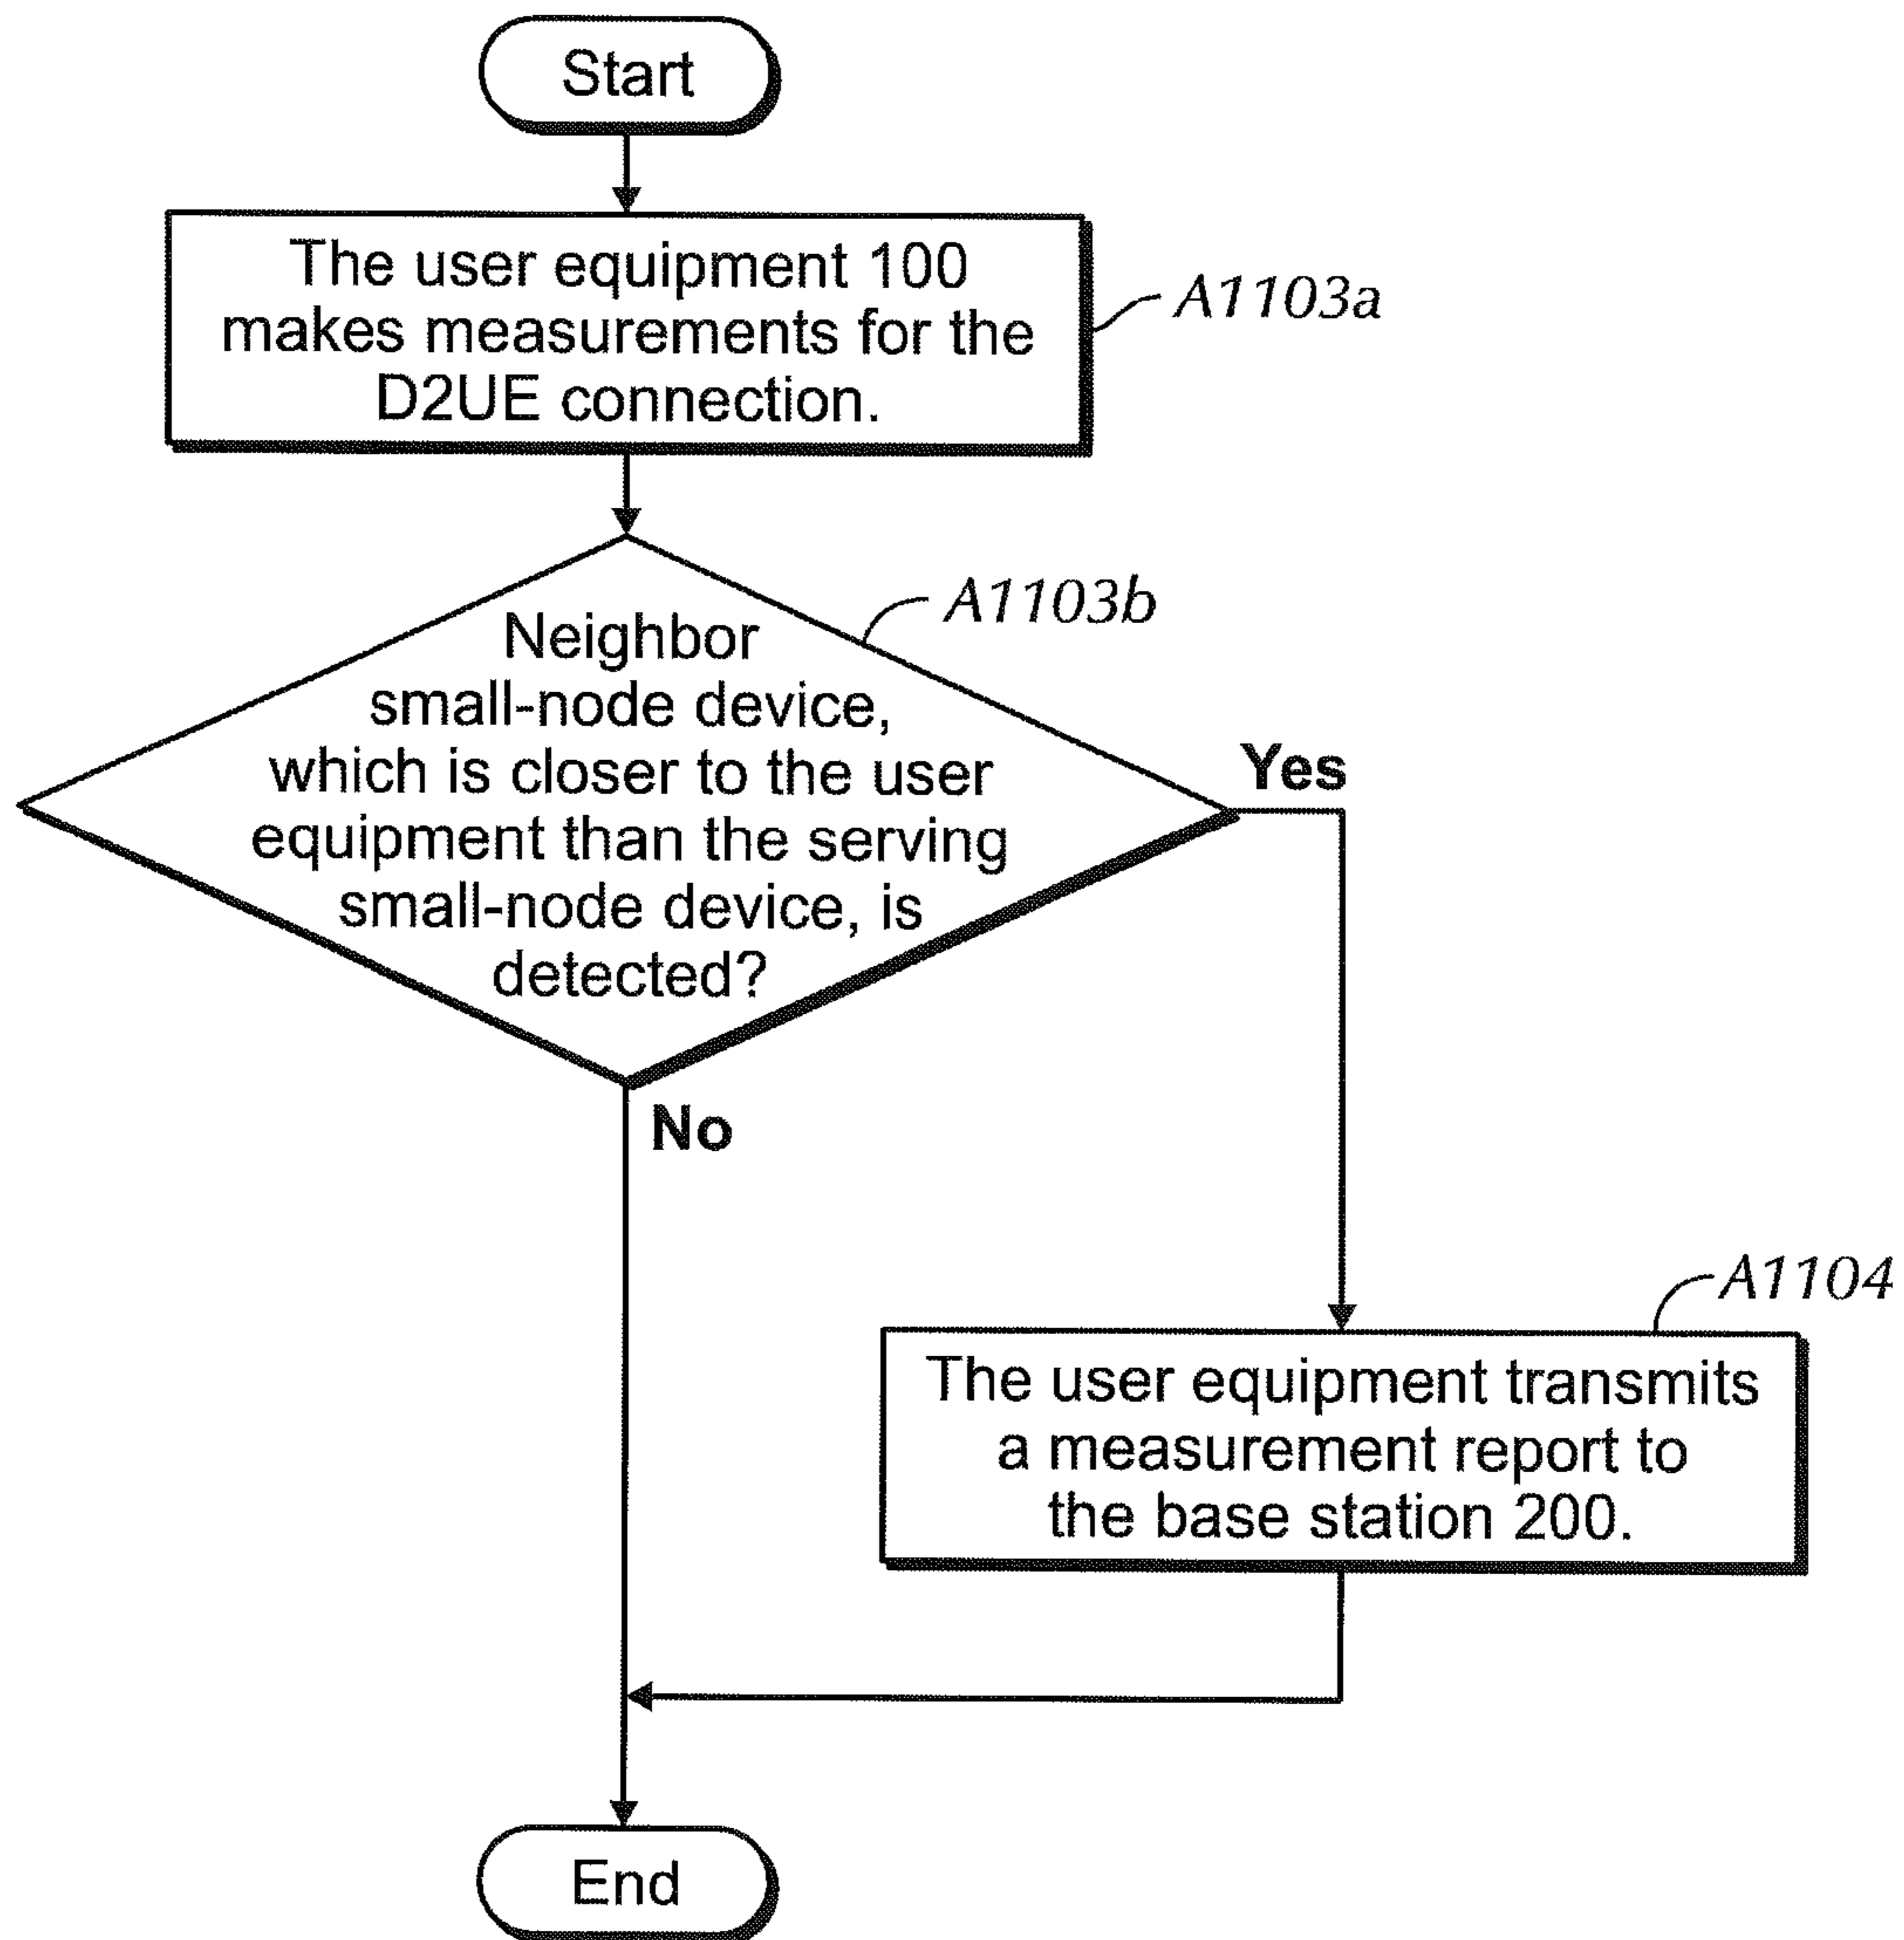 Start
The user equipment 100
makes measurements for the
D2UE connection.
A1103a
A1103b
Neighbor
small-node device,
which is closer to the user
equipment than the serving
small-node device, is
detected?
Yes
No
A1104
The user equipment transmits
a measurement report to
the base station 200.
End